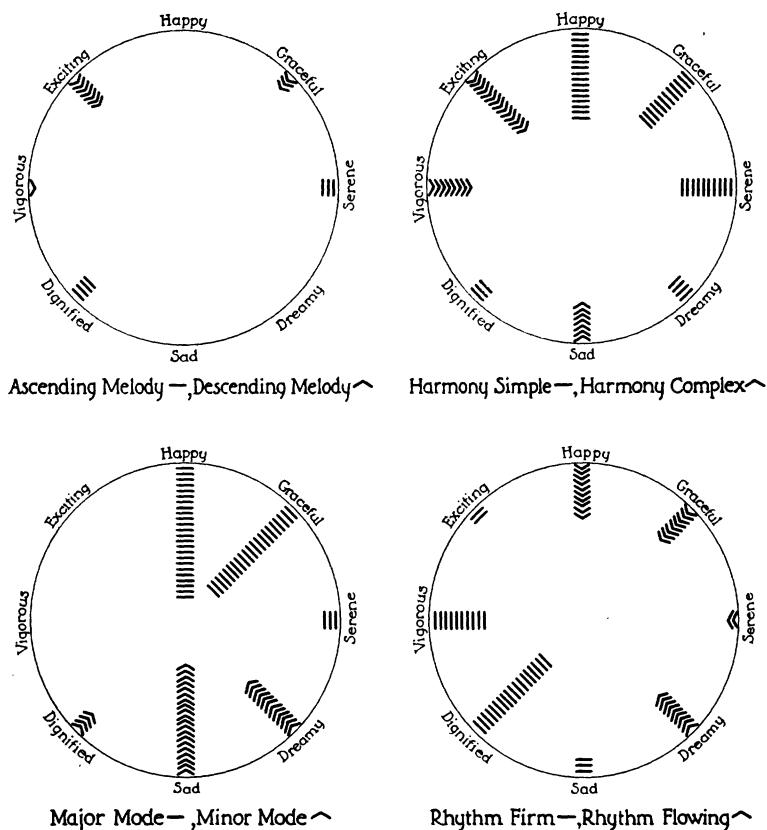 Happy
Exciting
Graceful
Vigorous
Serene
Dignified
Dreamy
Sad
Ascending Melody —, Descending Melody ^
Happy
Exciting
Graceful
Vigorous
Serene
Dignified
Dreamy
Sad
Harmony Simple —, Harmony Complex ^
Happy
Exciting
Graceful
Vigorous
Serene
Dignified
Dreamy
Sad
Major Mode —, Minor Mode ^
Happy
Exciting
Graceful
Vigorous
Serene
Dignified
Dreamy
Sad
Rhythm Firm —, Rhythm Flowing ^